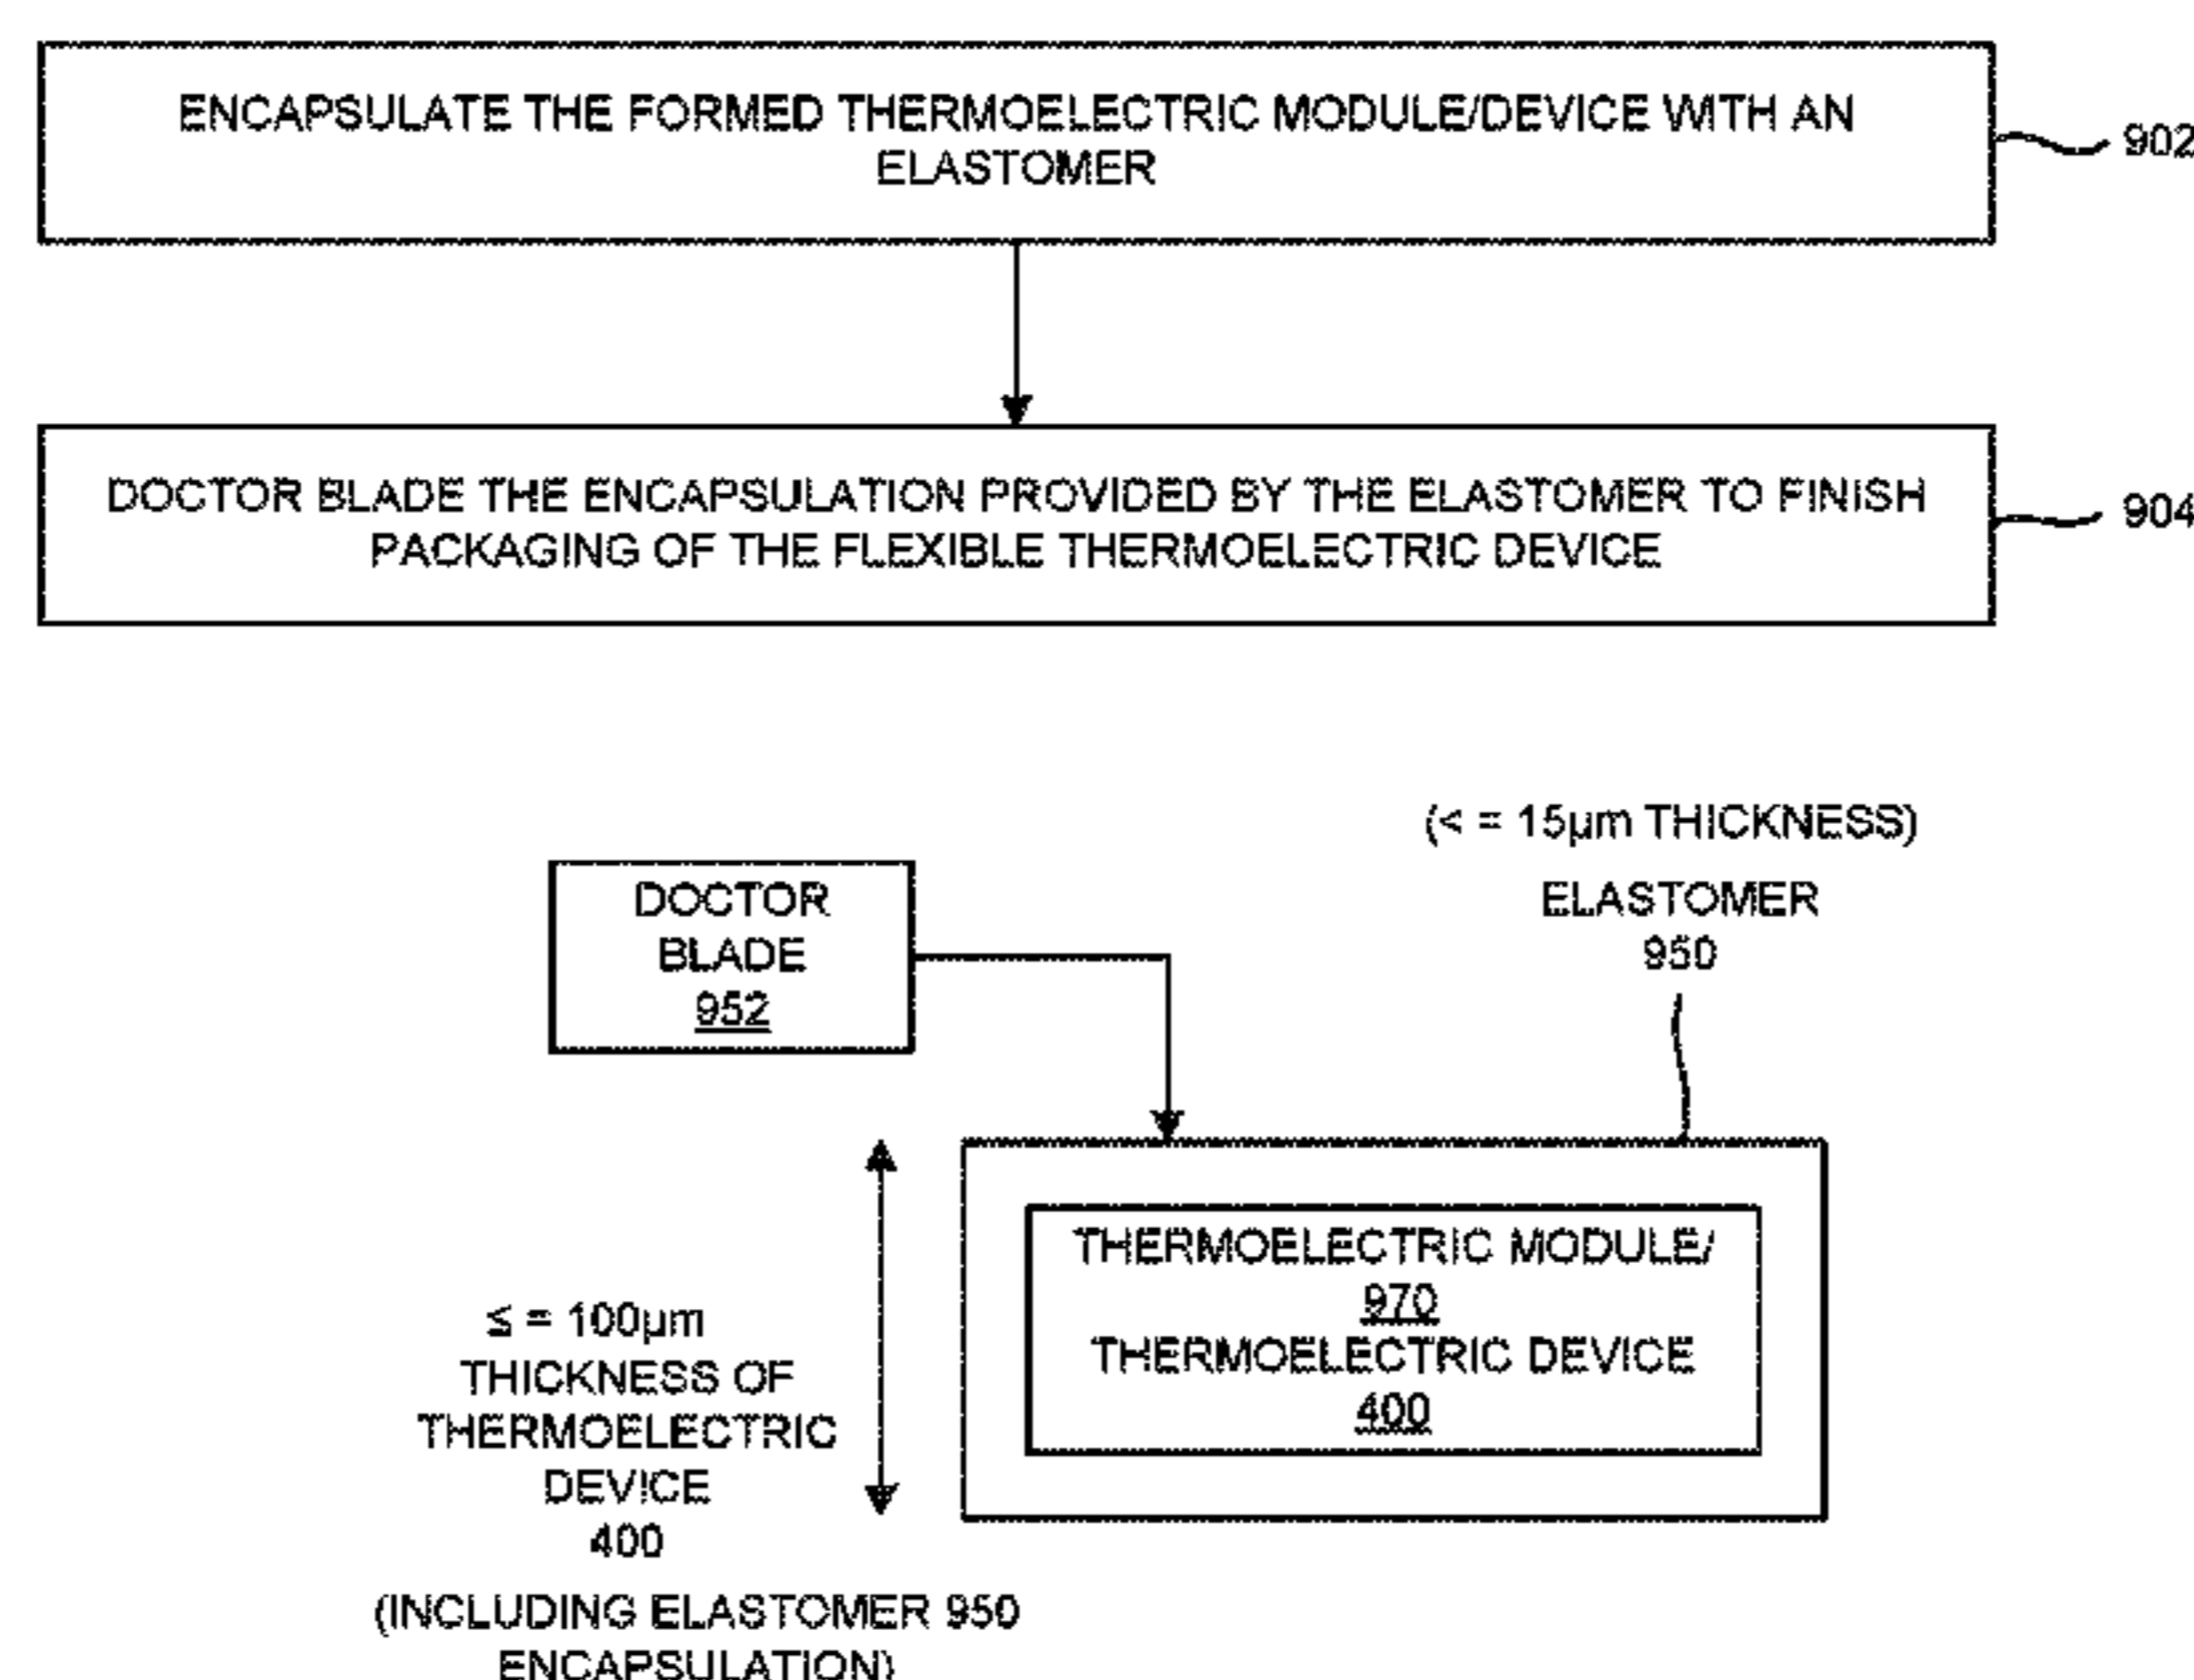 ENCAPSULATE THE FORMED THERMOELECTRIC MODULE/DEVICE WITH AN
ELASTOMER
902
DOCTOR BLADE THE ENCAPSULATION PROVIDED BY THE ELASTOMER TO FINISH
PACKAGING OF THE FLEXIBLE THERMOELECTRIC DEVICE
904
(< = 15µm THICKNESS)
ELASTOMER
950
DOCTOR
BLADE
952
THERMOELECTRIC MODULE/
970
THERMOELECTRIC DEVICE
400
≤ = 100µm
THICKNESS OF
THERMOELECTRIC
DEVICE
400
(INCLUDING ELASTOMER 950
ENCAPSULATION)